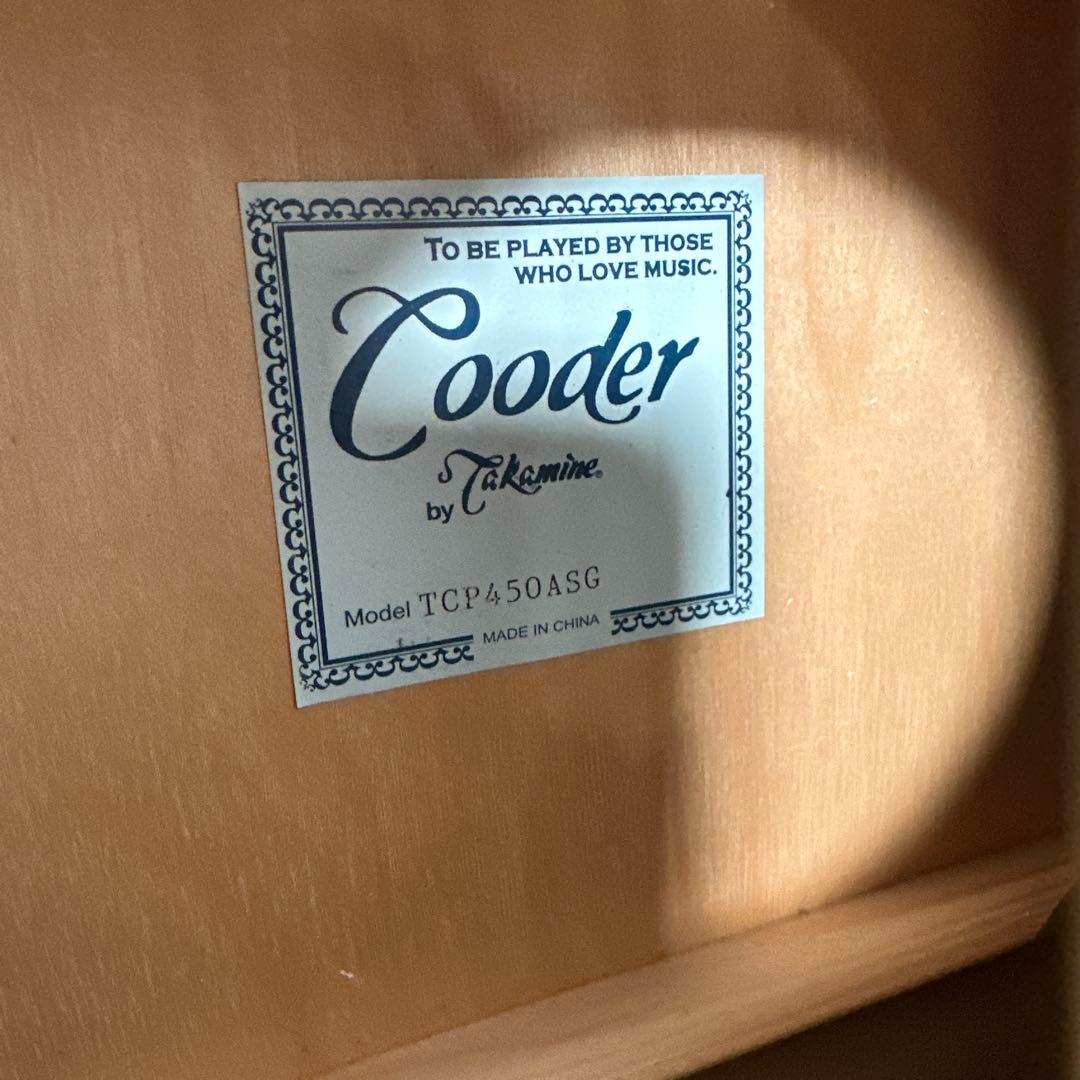 TO BE PLAYED BY THOSE
WHO LOVE MUSIC.
Cooder
by Takamine®
Model TCP450ASG
MADE IN CHINA